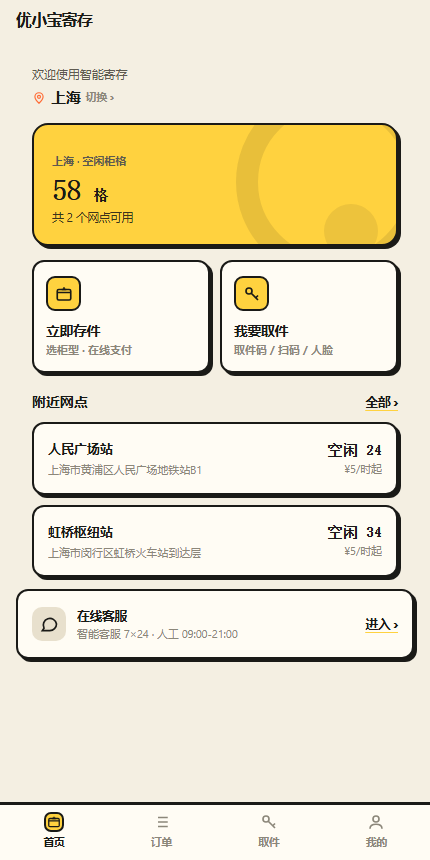 优小宝寄存
欢迎使用智能寄存
上海 切换 ›
上海 · 空闲柜格
58 格
共 2 个网点可用
立即存件
选柜型 · 在线支付
我要取件
取件码 / 扫码 / 人脸
附近网点 全部 ›
人民广场站 空闲 24
上海市黄浦区人民广场地铁站B1 ¥5/时起
虹桥枢纽站 空闲 34
上海市闵行区虹桥火车站到达层 ¥5/时起
在线客服 进入 ›
智能客服 7×24 · 人工 09:00-21:00
首页 订单 取件 我的